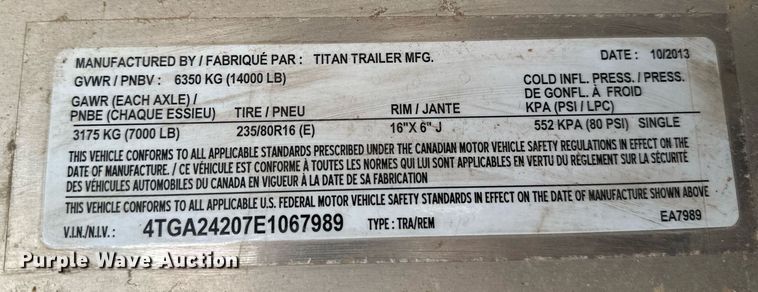 MANUFACTURED BY / FABRIQUÉ PAR : TITAN TRAILER MFG. DATE : 10/2013
GVWR / PNBV : 6350 KG (14000 LB)
COLD INFL. PRESS./ PRESS.
GAWR (EACH AXLE) / DE GONFL. À FROID
PNBE (CHAQUE ESSIEU) TIRE / PNEU RIM / JANTE KPA (PSI / LPC)
3175 KG (7000 LB) 235/80R16 (E) 16"X 6" J 552 KPA (80 PSI) SINGLE
THIS VEHICLE CONFORMS TO ALL APPLICABLE STANDARDS PRESCRIBED UNDER THE CANADIAN MOTOR VEHICLE SAFETY REGULATIONS IN EFFECT ON THE
DATE OF MANUFACTURE. / CE VÉHICULE EST CONFORME À TOUTES LES NORMES QUI LUI SONT APPLICABLES EN VERTU DU RÉGLEMENT SUR LA SÉCURITÉ
DES VÉHICULES AUTOMOBILES DU CANADA EN VIGUEUR À LA DATE DE SA FABRICATION
THIS VEHICLE CONFORMS TO ALL APPLICABLE U.S. FEDERAL MOTOR VEHICLE SAFETY STANDARDS IN EFFECT ON THE DATE OF MANUFACTURE SHOWN ABOVE
V.I.N./N.I.V. : 4TGA24207E1067989 TYPE : TRA/REM EA7989
Purple Wave Auction